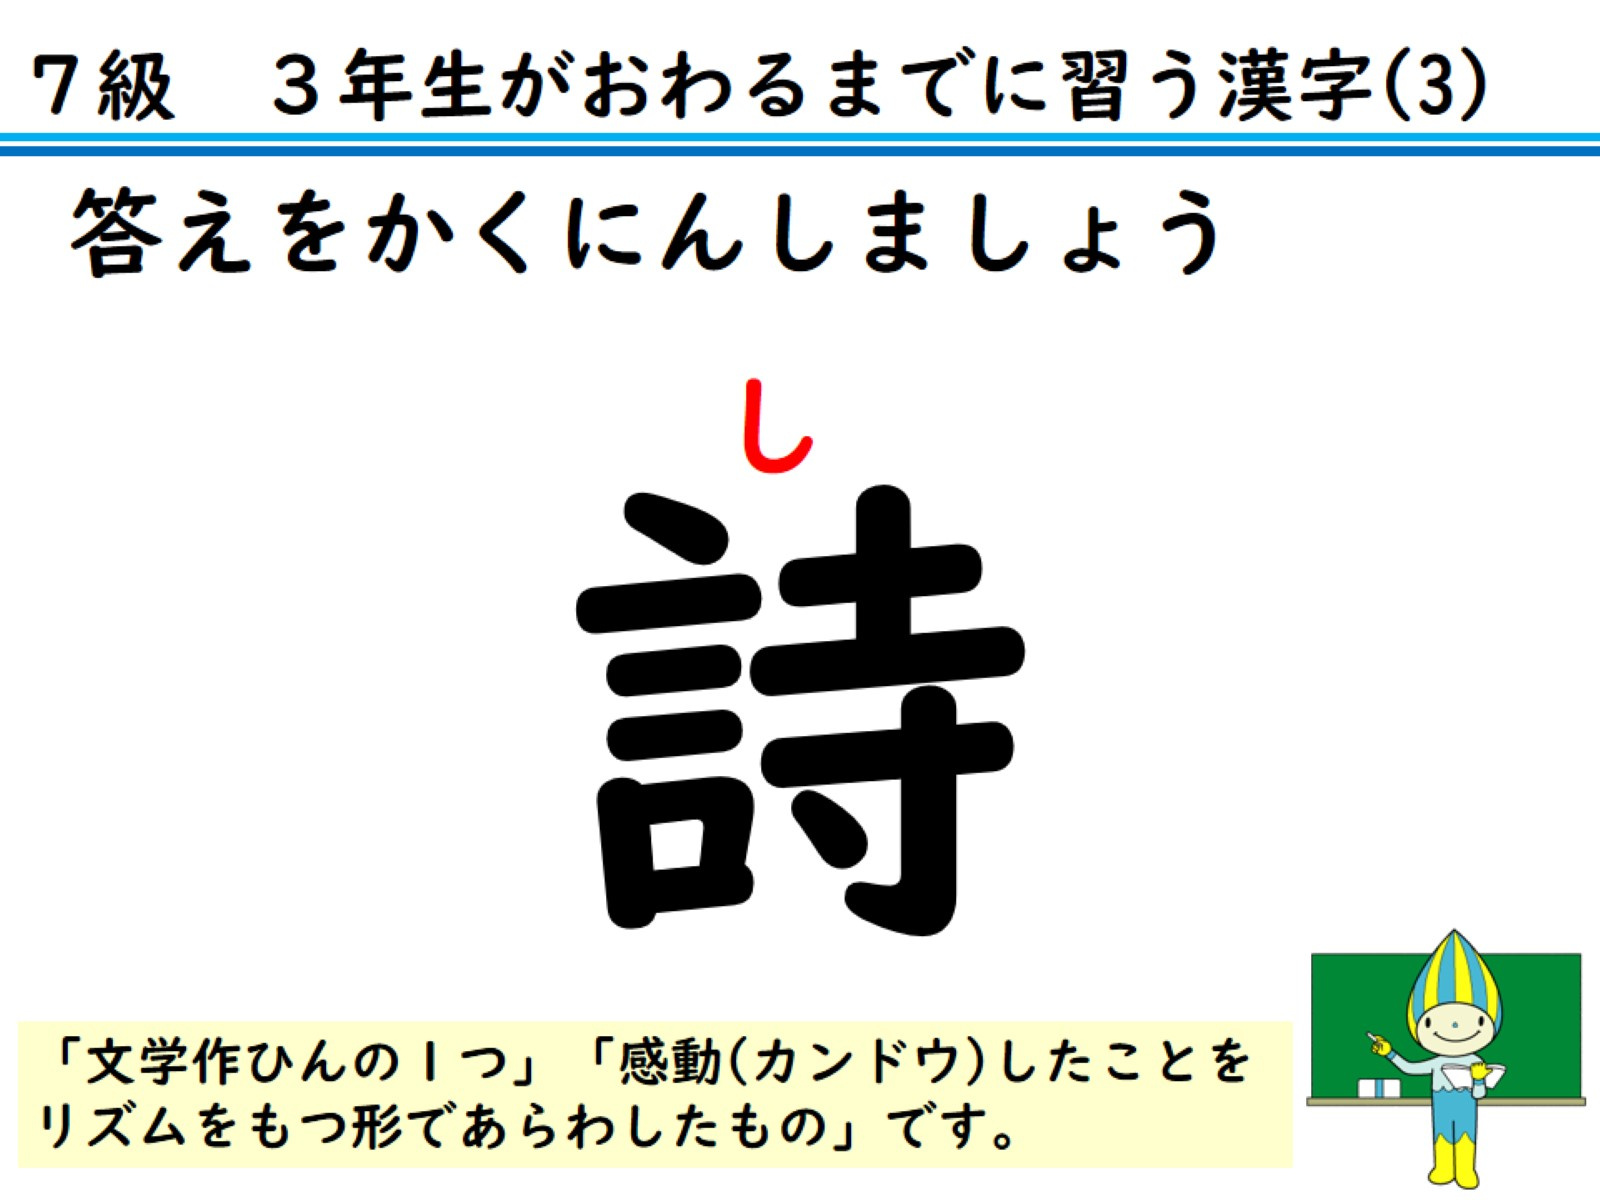 ７級　３年生がおわるまでに習う漢字(3)
答えをかくにんしましょう
し
詩
「文学作ひんの１つ」「感動(カンドウ)したことを
リズムをもつ形であらわしたもの」です。